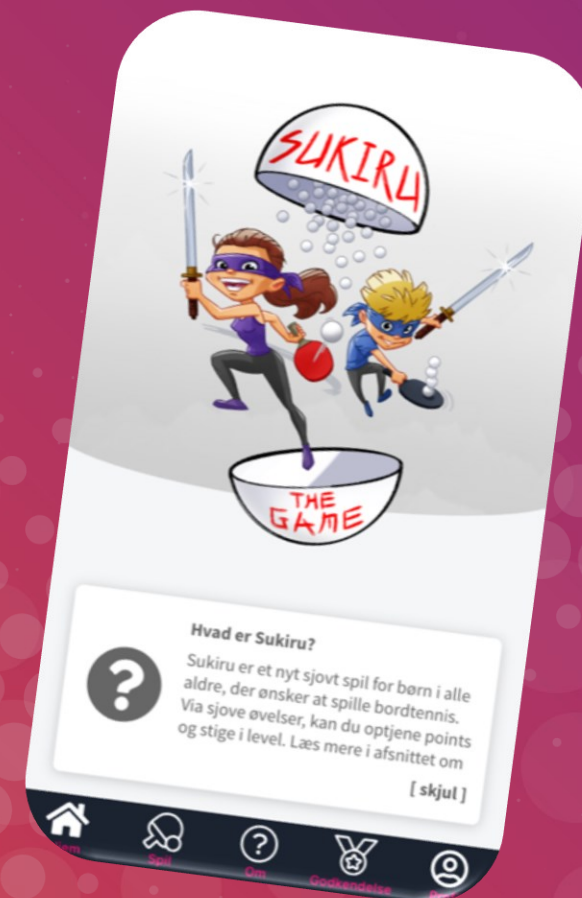 SUKIRU
THE
GAME
Hvad er Sukiru?
Sukiru er et nyt sjovt spil for børn i alle
aldre, der ønsker at spille bordtennis.
Via sjove øvelser, kan du optjene points
og stige i level. Læs mere i afsnittet om
[ skjul ]
Hjem
Spil
Om
Godkendelse